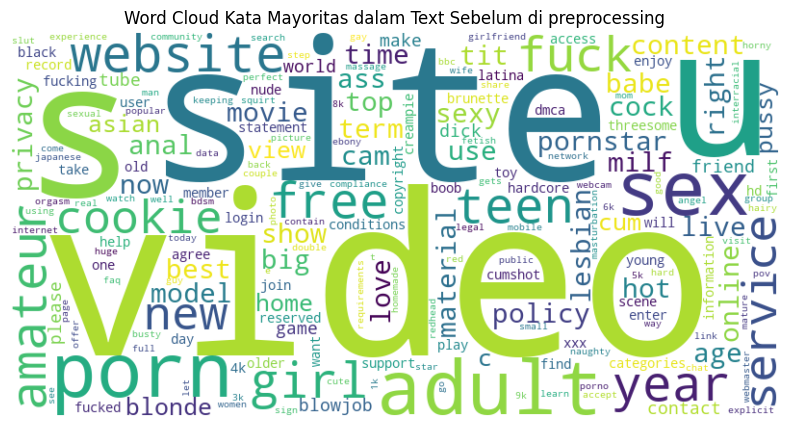 Word Cloud Kata Mayoritas dalam Text Sebelum di preprocessing
slut experience community search step gay girlfriend access horny
black website massage bbc wife time make tit fuck content
record fucking tube keeping squirt world perfect share latina babe enjoy
man user popular nude 8k ass top brunette cock mom right interracial
s site u
privacy asian sexual movie statement creampie sexy dick dmca threesome pussy
anal cam term use pornstar
come japanese take now old data view ebony picture fetish toy milf friend
back couple copyright boob network hardcore gets webcam sex hd first
orgasm real watch well bdsm member give compliance free teen 6k good angel group hairy
amateur internet using cookie login photo contain conditions legal mobile cum will live visit
huge today show double material lesbian masturbation service
help agree best t red public young information online pov
please one faq model big requirements love homemade policy cumshot hot 5k hard mature
page guy new join home reserved small scene enter way
offer busty day game want redhead play xxx age link
see full porn 4k girl older support c naughty find categories chat webmaster
let cute star adult porno year
fucked women 3k blonde sign blowjob 1k go 9k learn accept contact explicit
video